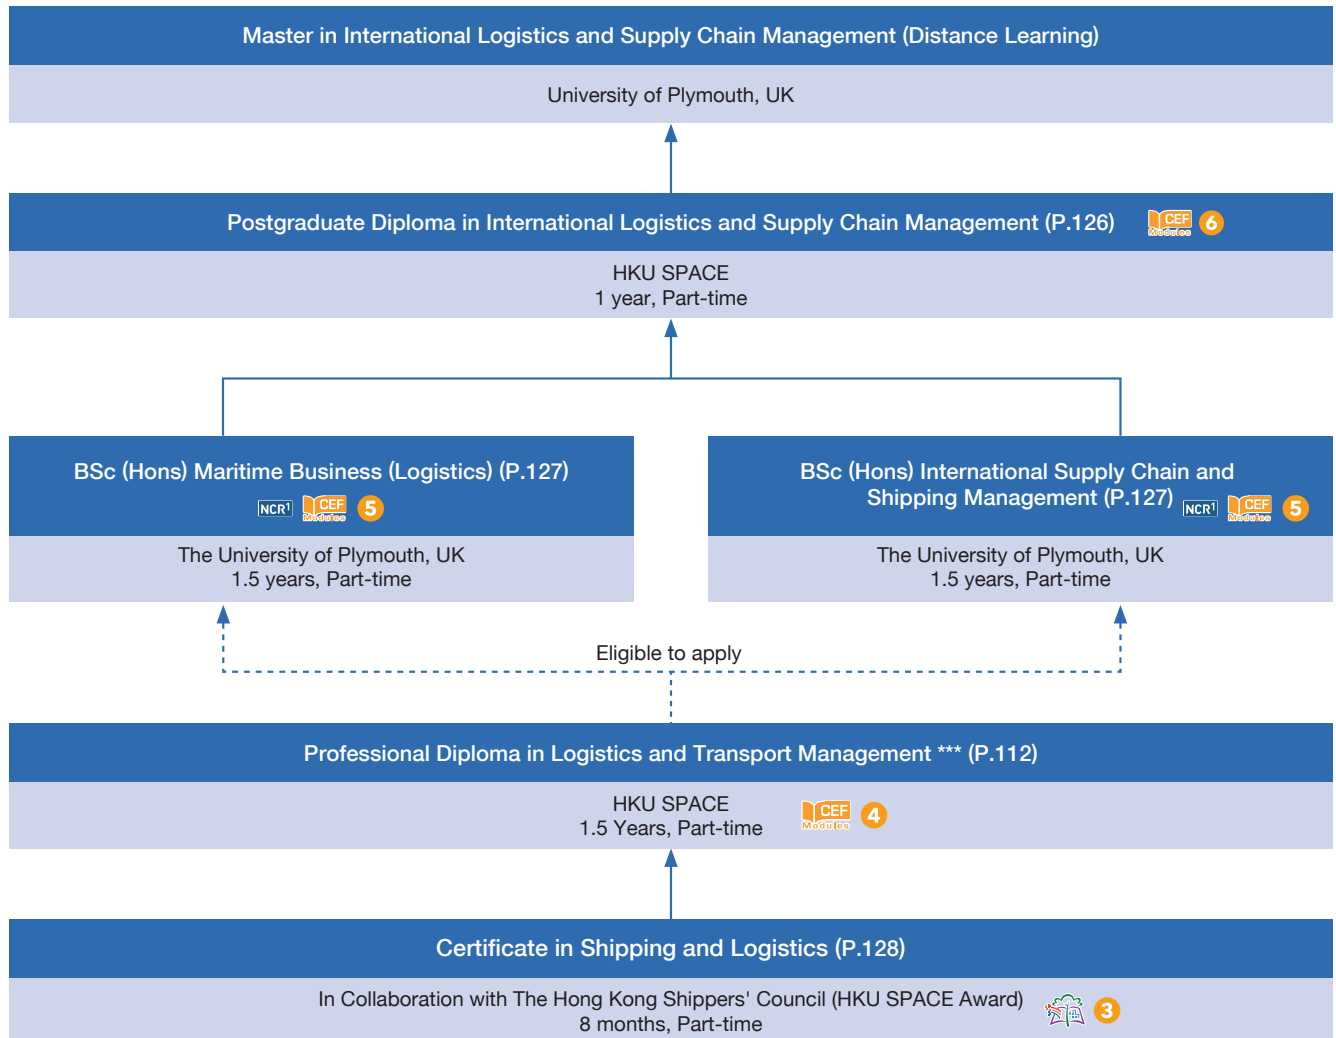 Master in International Logistics and Supply Chain Management (Distance Learning)
University of Plymouth, UK
Postgraduate Diploma in International Logistics and Supply Chain Management (P.126) CEF Modules 6
HKU SPACE
1 year, Part-time
BSc (Hons) Maritime Business (Logistics) (P.127)
NCR¹ CEF Modules 5
The University of Plymouth, UK
1.5 years, Part-time
BSc (Hons) International Supply Chain and
Shipping Management (P.127) NCR¹ CEF Modules 5
The University of Plymouth, UK
1.5 years, Part-time
Eligible to apply
Professional Diploma in Logistics and Transport Management *** (P.112)
HKU SPACE
1.5 Years, Part-time CEF Modules 4
Certificate in Shipping and Logistics (P.128)
In Collaboration with The Hong Kong Shippers' Council (HKU SPACE Award)
8 months, Part-time 3